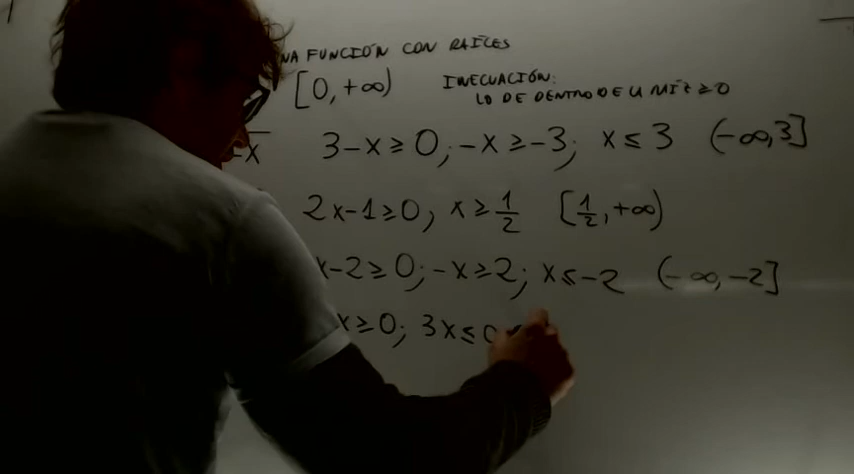 NA FUNCIÓN CON RAÍCES
[0, +∞) INECUACIÓN:
LO DE DENTRO DE LA RAÍZ ≥ 0
-x 3-x ≥ 0; -x ≥ -3; x ≤ 3 (-∞, 3]
2x-1 ≥ 0, x ≥ 1/2 [1/2, +∞)
x-2 ≥ 0; -x ≥ 2; x ≤ -2 (-∞, -2]
x ≥ 0; 3x ≤ 0